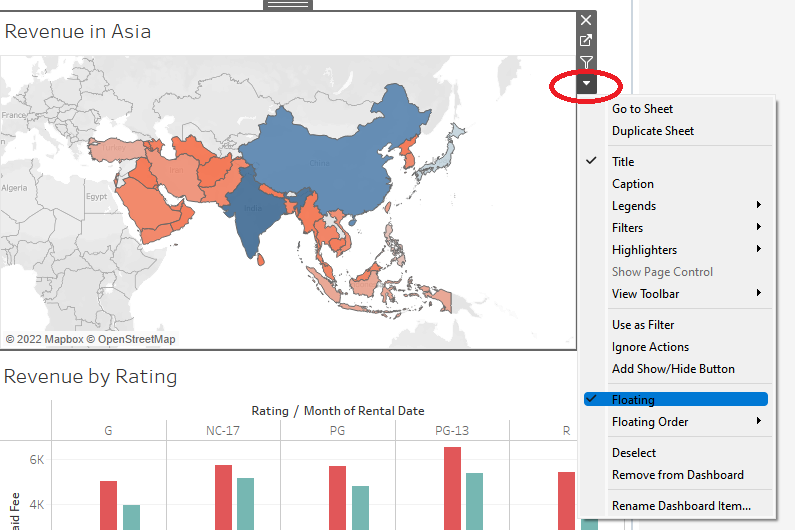 Revenue in Asia
France
Turkey
Iran
China
Algeria
Egypt
India
© 2022 Mapbox © OpenStreetMap
Go to Sheet
Duplicate Sheet
Title
Caption
Legends
Filters
Highlighters
Show Page Control
View Toolbar
Use as Filter
Ignore Actions
Add Show/Hide Button
Floating
Floating Order
Deselect
Remove from Dashboard
Rename Dashboard Item...
Revenue by Rating
Rating / Month of Rental Date
G NC-17 PG PG-13 R
6K
4K
aid Fee